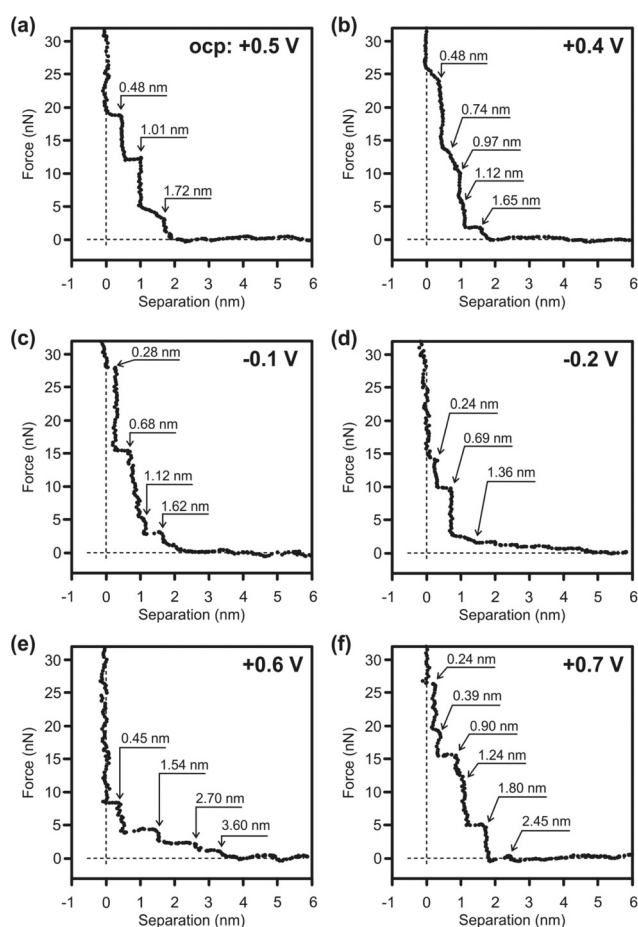 (a)
ocp: +0.5 V
30
25
20
15
10
5
0
Force (nN)
0.48 nm
1.01 nm
1.72 nm
-1 0 1 2 3 4 5 6
Separation (nm)
(b)
+0.4 V
30
25
20
15
10
5
0
Force (nN)
0.48 nm
0.74 nm
0.97 nm
1.12 nm
1.65 nm
-1 0 1 2 3 4 5 6
Separation (nm)
(c)
-0.1 V
30
25
20
15
10
5
0
Force (nN)
0.28 nm
0.68 nm
1.12 nm
1.62 nm
-1 0 1 2 3 4 5 6
Separation (nm)
(d)
-0.2 V
30
25
20
15
10
5
0
Force (nN)
0.24 nm
0.69 nm
1.36 nm
-1 0 1 2 3 4 5 6
Separation (nm)
(e)
+0.6 V
30
25
20
15
10
5
0
Force (nN)
0.45 nm
1.54 nm
2.70 nm
3.60 nm
-1 0 1 2 3 4 5 6
Separation (nm)
(f)
+0.7 V
30
25
20
15
10
5
0
Force (nN)
0.24 nm
0.39 nm
0.90 nm
1.24 nm
1.80 nm
2.45 nm
-1 0 1 2 3 4 5 6
Separation (nm)